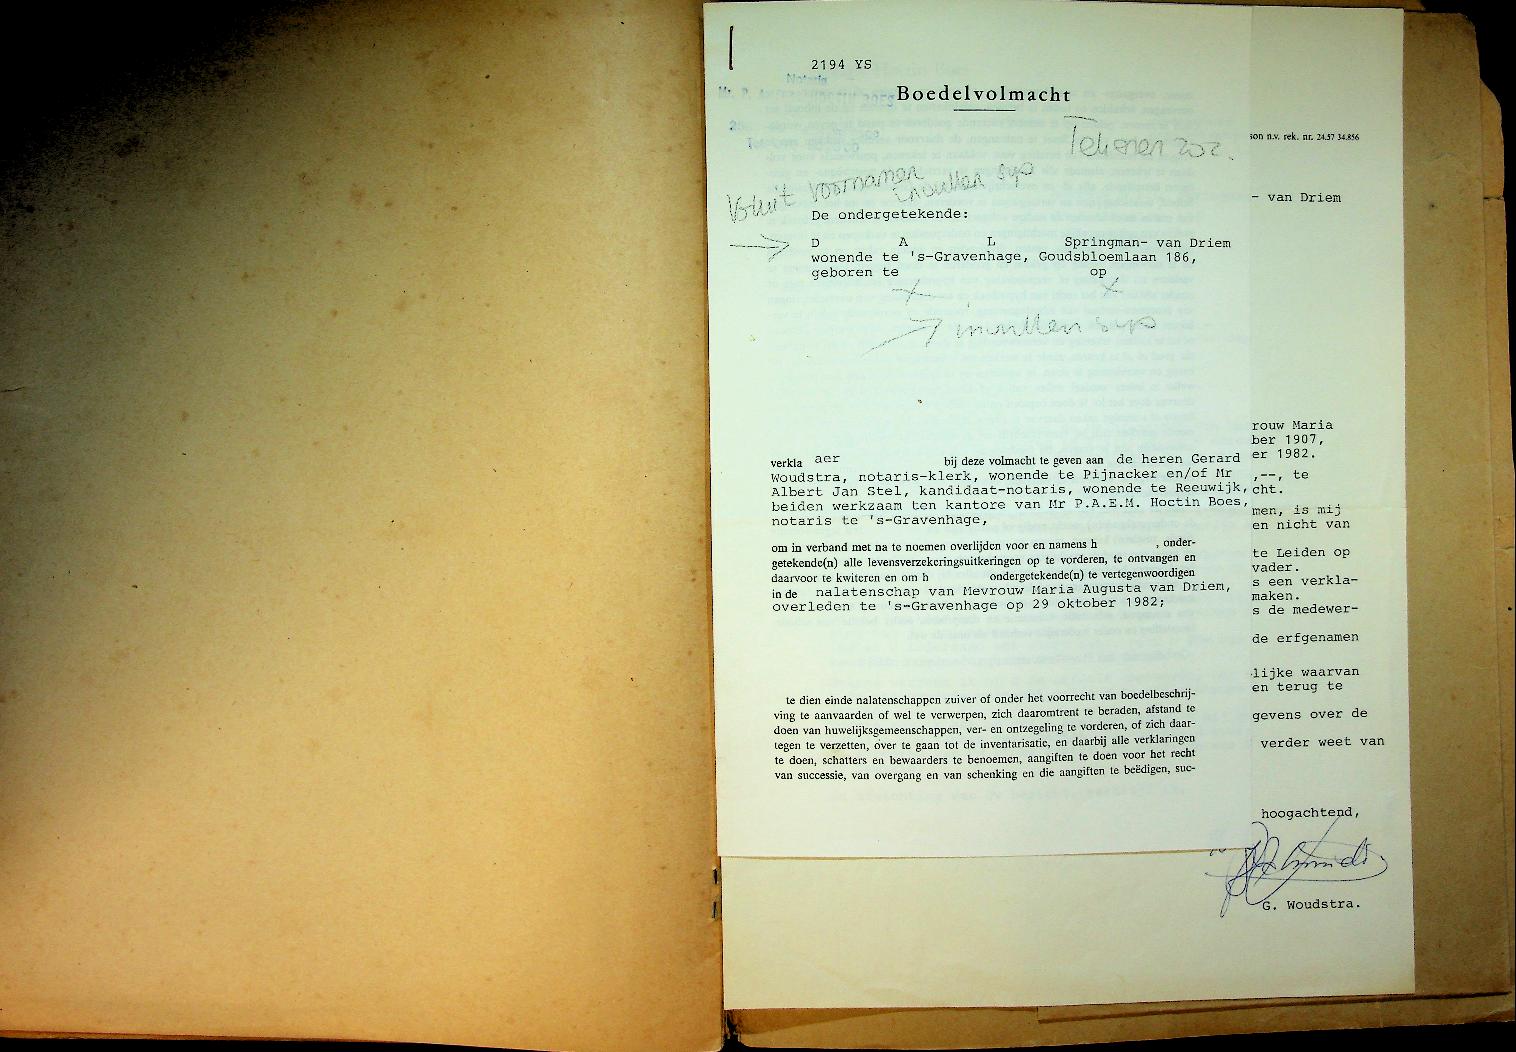 2194 YS
Notaris
Boedelvolmacht
Tekenen zoz.
Voluit voornamen
invullen svp
De ondergetekende:
D A L Springman- van Driem
wonende te 's-Gravenhage, Goudsbloemlaan 186,
geboren te op
invullen svp
verkla aer bij deze volmacht te geven aan de heren Gerard
Woudstra, notaris-klerk, wonende te Pijnacker en/of Mr
Albert Jan Stel, kandidaat-notaris, wonende te Reeuwijk,
beiden werkzaam ten kantore van Mr P.A.E.M. Hoctin Boes,
notaris te 's-Gravenhage,
om in verband met na te noemen overlijden voor en namens h , onder-
getekende(n) alle levensverzekeringsuitkeringen op te vorderen, te ontvangen en
daarvoor te kwiteren en om h ondergetekende(n) te vertegenwoordigen
in de nalatenschap van Mevrouw Maria Augusta van Driem,
overleden te 's-Gravenhage op 29 oktober 1982;
te dien einde nalatenschappen zuiver of onder het voorrecht van boedelbeschrij-
ving te aanvaarden of wel te verwerpen, zich daaromtrent te beraden, afstand te
doen van huwelijksgemeenschappen, ver- en ontzegeling te vorderen, of zich daar-
tegen te verzetten, over te gaan tot de inventarisatie, en daarbij alle verklaringen
te doen, schatters en bewaarders te benoemen, aangiften te doen voor het recht
van successie, van overgang en van schenking en die aangiften te beëdigen, suc-
son n.v. rek. nr. 24.57 34.856
- van Driem
rouw Maria
ber 1907,
er 1982.
,--, te
cht.
men, is mij
en nicht van
te Leiden op
vader.
s een verkla-
maken.
s de medewer-
de erfgenamen
lijke waarvan
en terug te
gevens over de
verder weet van
hoogachtend,
G. Woudstra.